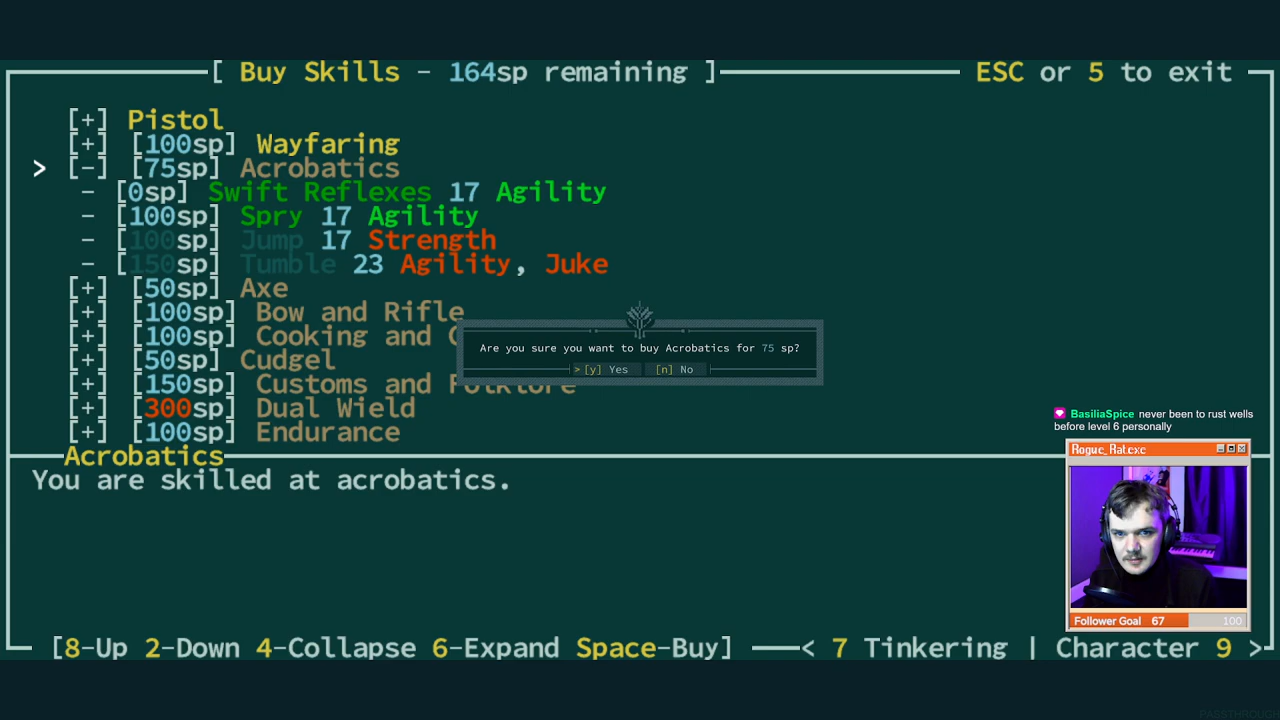 [ Buy Skills - 164sp remaining ] ESC or 5 to exit
[+] Pistol
[+] [100sp] Wayfaring
> [-] [75sp] Acrobatics
- [0sp] Swift Reflexes 17 Agility
- [100sp] Spry 17 Agility
- [100sp] Jump 17 Strength
- [150sp] Tumble 23 Agility, Juke
[+] [50sp] Axe
[+] [100sp] Bow and Rifle
[+] [100sp] Cooking and
[+] [50sp] Cudgel
[+] [150sp] Customs and Folklore
[+] [300sp] Dual Wield
[+] [100sp] Endurance
Are you sure you want to buy Acrobatics for 75 sp?
> [y] Yes [n] No
BasiliaSpice never been to rust wells
before level 6 personally
Acrobatics
You are skilled at acrobatics.
Rogue_Rat.exe
Follower Goal 67 100
[8-Up 2-Down 4-Collapse 6-Expand Space-Buy] < 7 Tinkering | Character 9 >